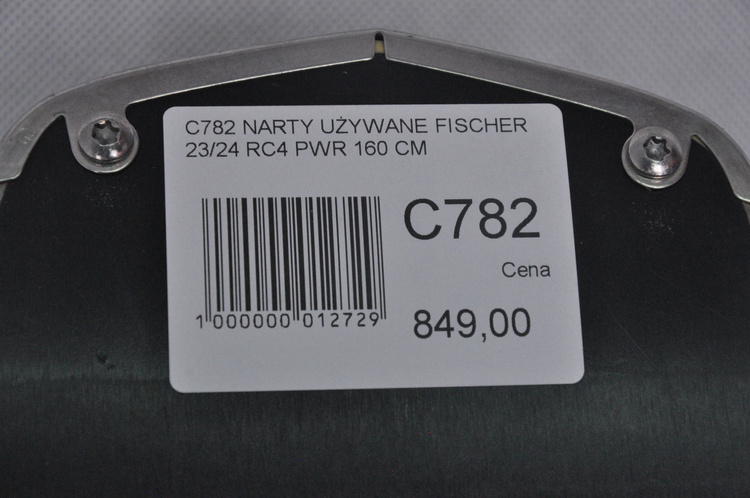 C782 NARTY UŻYWANE FISCHER
23/24 RC4 PWR 160 CM
C782
Cena
849,00
1 000000 012729